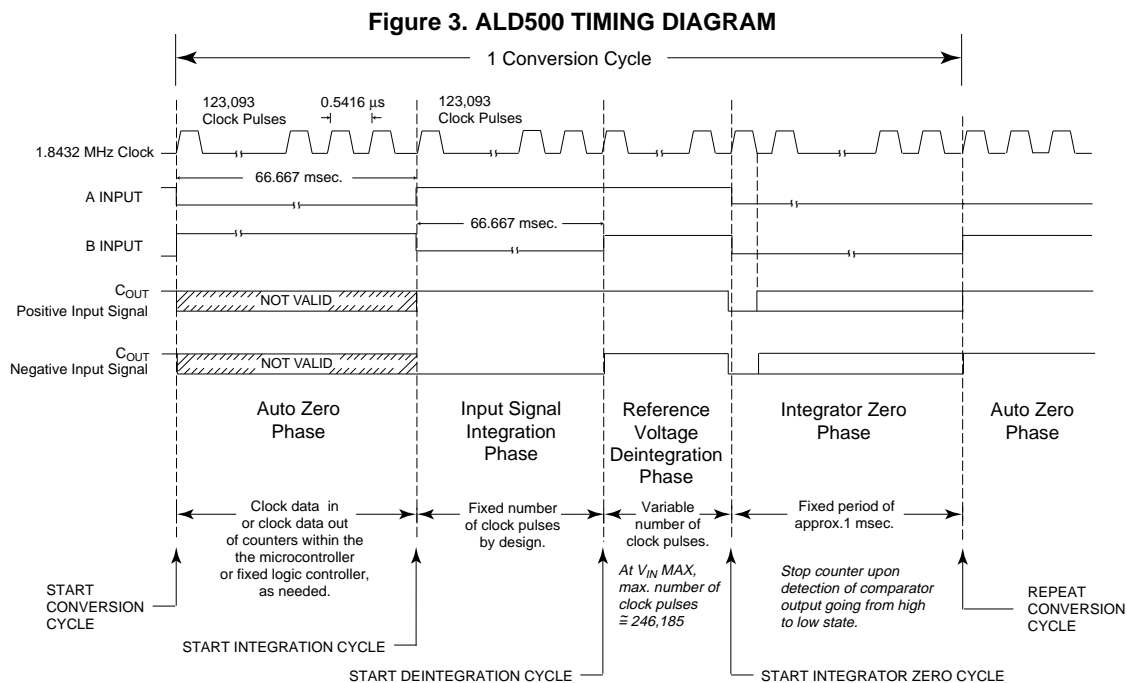 Figure 3. ALD500 TIMING DIAGRAM
1 Conversion Cycle
123,093
Clock Pulses
0.5416 µs
123,093
Clock Pulses
1.8432 MHz Clock
66.667 msec.
A INPUT
66.667 msec.
B INPUT
COUT
Positive Input Signal
NOT VALID
COUT
Negative Input Signal
NOT VALID
Auto Zero
Phase
Input Signal
Integration
Phase
Reference
Voltage
Deintegration
Phase
Integrator Zero
Phase
Auto Zero
Phase
Clock data in
or clock data out
of counters within the
the microcontroller
or fixed logic controller,
as needed.
Fixed number
of clock pulses
by design.
Variable
number of
clock pulses.
At VIN MAX,
max. number of
clock pulses
≅ 246,185
Fixed period of
approx.1 msec.
Stop counter upon
detection of comparator
output going from high
to low state.
START
CONVERSION
CYCLE
REPEAT
CONVERSION
CYCLE
START INTEGRATION CYCLE
START DEINTEGRATION CYCLE
START INTEGRATOR ZERO CYCLE